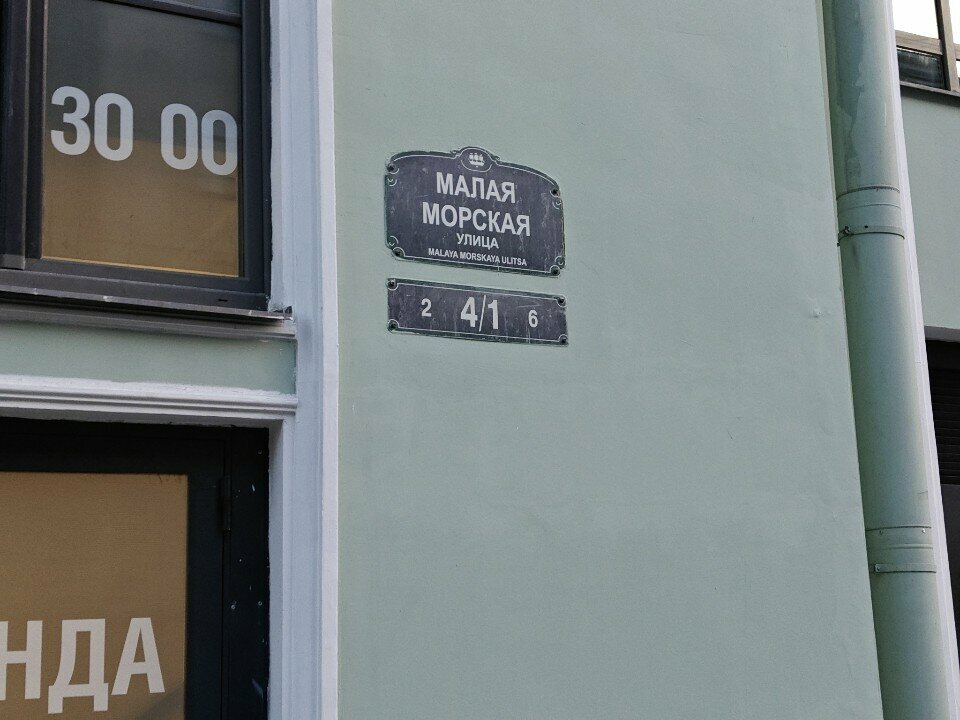 30 00
МАЛАЯ
МОРСКАЯ
УЛИЦА
MALAYA MORSKAYA ULITSA
2 4/1 6
НДА